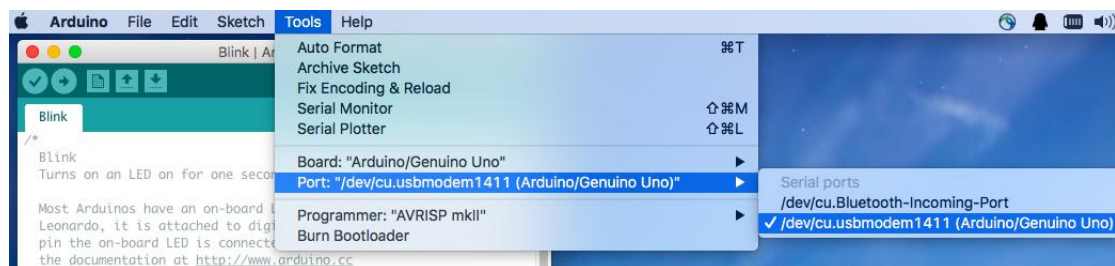 Arduino File Edit Sketch Tools Help
Blink | Ar
Blink
/*
Blink
Turns on an LED on for one secon
Most Arduinos have an on-board L
Leonardo, it is attached to digi
pin the on-board LED is connecte
the documentation at http://www.arduino.cc
Auto Format ⌘T
Archive Sketch
Fix Encoding & Reload
Serial Monitor ⇧⌘M
Serial Plotter ⇧⌘L
Board: "Arduino/Genuino Uno"
Port: "/dev/cu.usbmodem1411 (Arduino/Genuino Uno)"
Programmer: "AVRISP mkII"
Burn Bootloader
Serial ports
/dev/cu.Bluetooth-Incoming-Port
✓ /dev/cu.usbmodem1411 (Arduino/Genuino Uno)